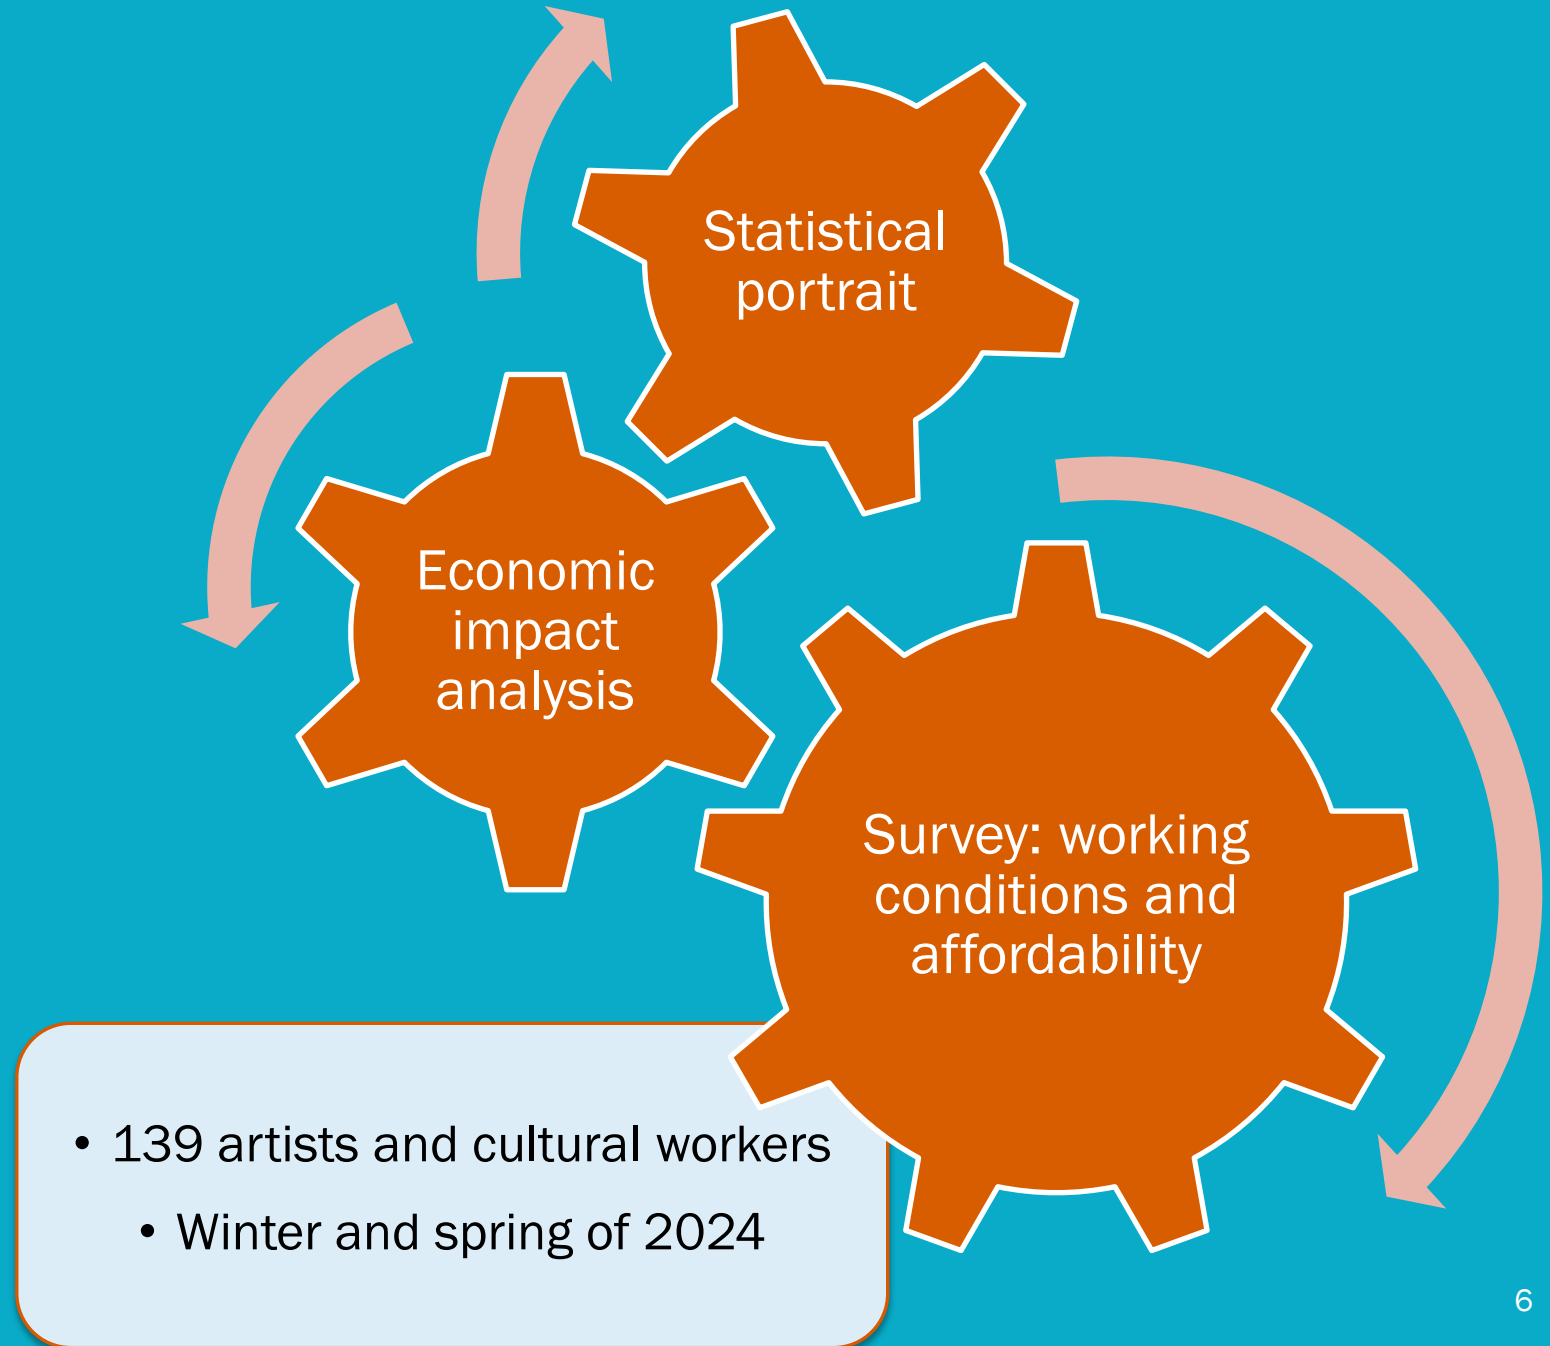 Statistical
portrait
Economic
impact
analysis
Survey: working
conditions and
affordability
• 139 artists and cultural workers
• Winter and spring of 2024
6